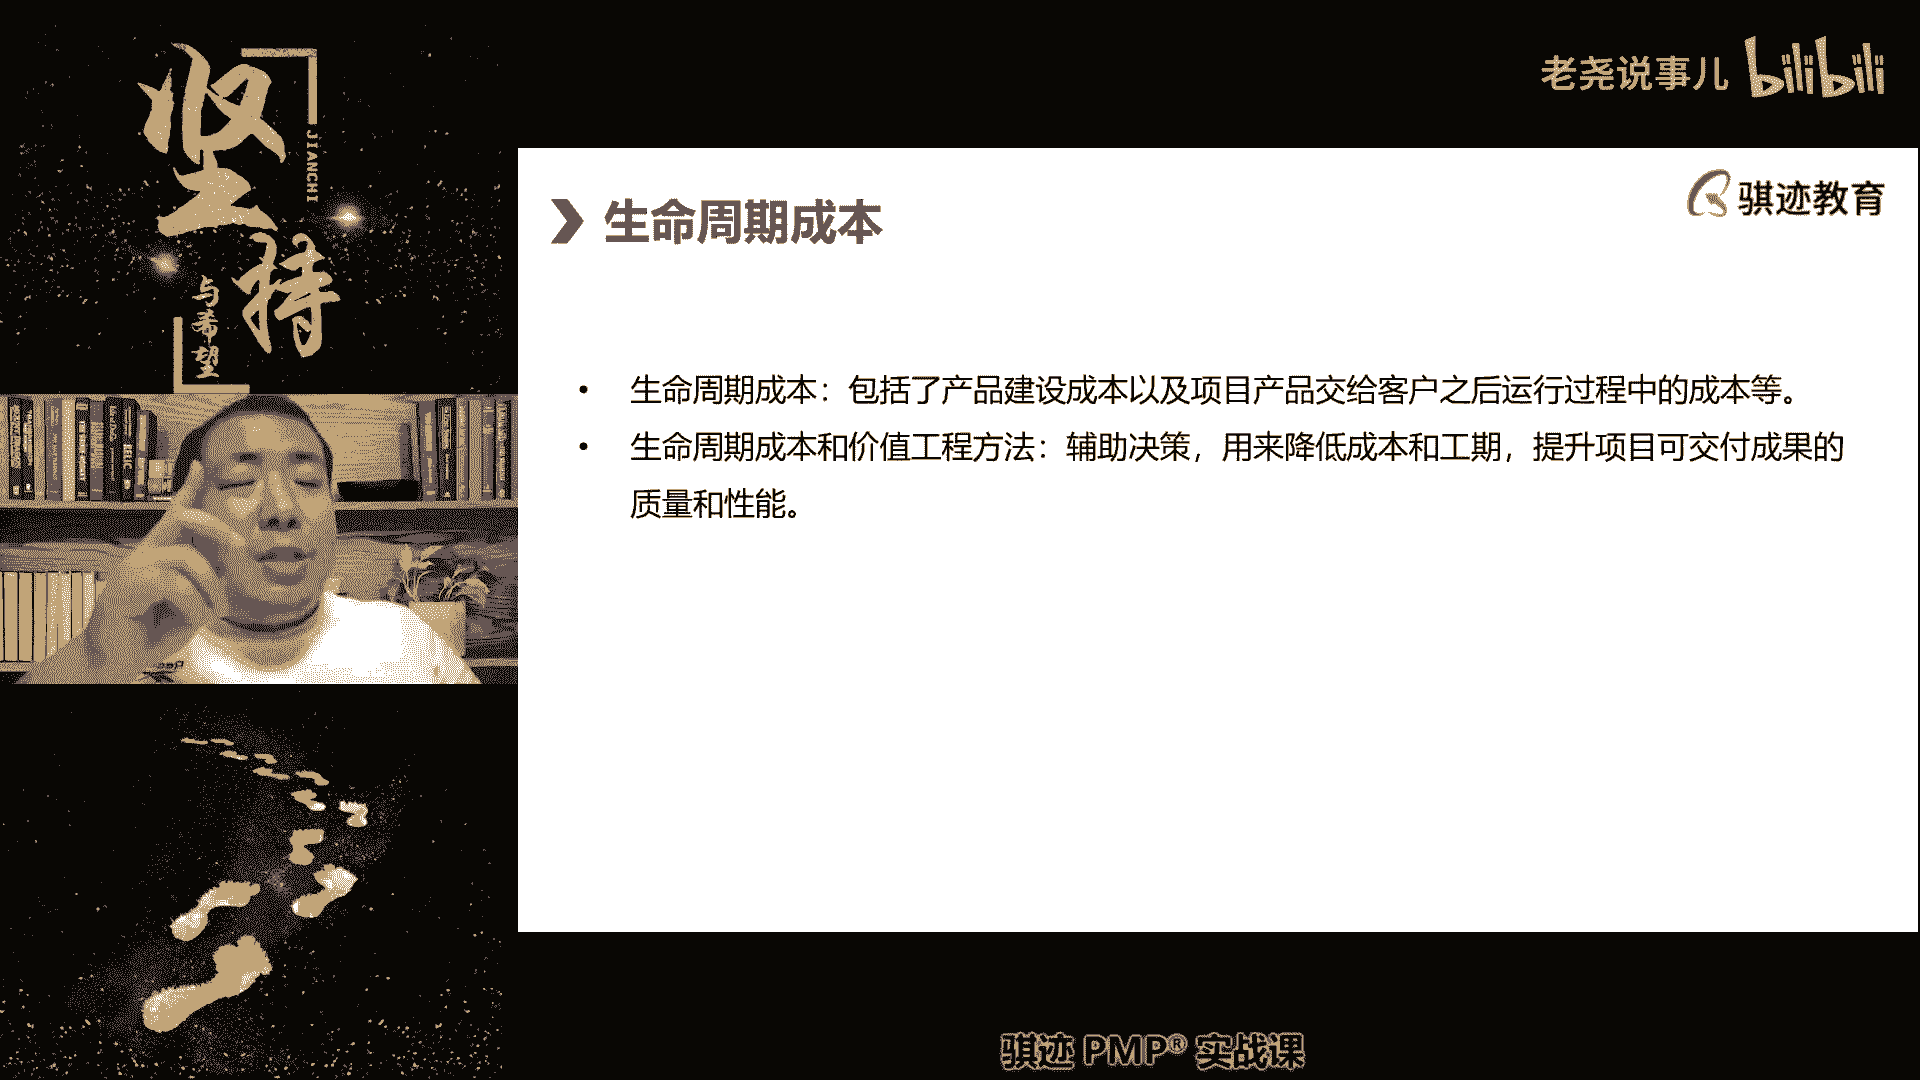 坚持
JIANCHI
与希望
老尧说事儿 bilibili
骐迹教育
生命周期成本
• 生命周期成本：包括了产品建设成本以及项目产品交给客户之后运行过程中的成本等。
• 生命周期成本和价值工程方法：辅助决策，用来降低成本和工期，提升项目可交付成果的
质量和性能。
骐迹 PMP® 实战课